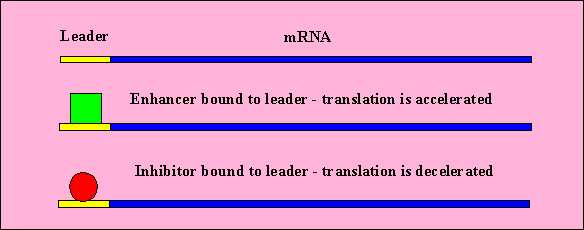 Leader mRNA
Enhancer bound to leader - translation is accelerated
Inhibitor bound to leader - translation is decelerated